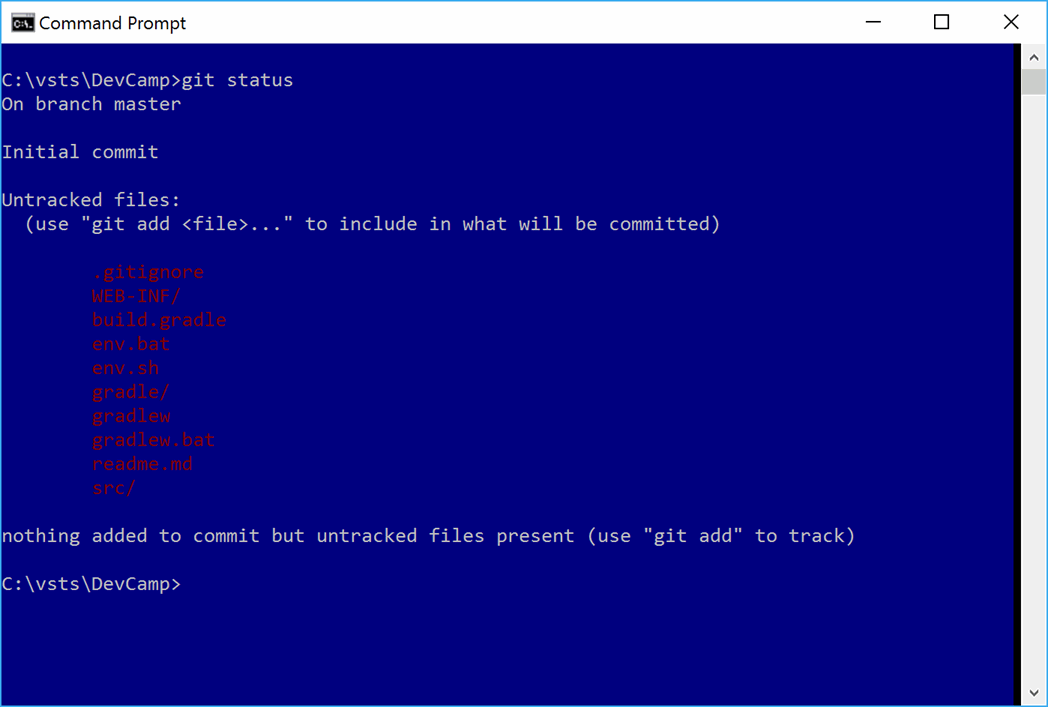 Command Prompt
C:\vsts\DevCamp>git status
On branch master
Initial commit
Untracked files:
(use "git add <file>..." to include in what will be committed)
.gitignore
WEB-INF/
build.gradle
env.bat
env.sh
gradle/
gradlew
gradlew.bat
readme.md
src/
nothing added to commit but untracked files present (use "git add" to track)
C:\vsts\DevCamp>